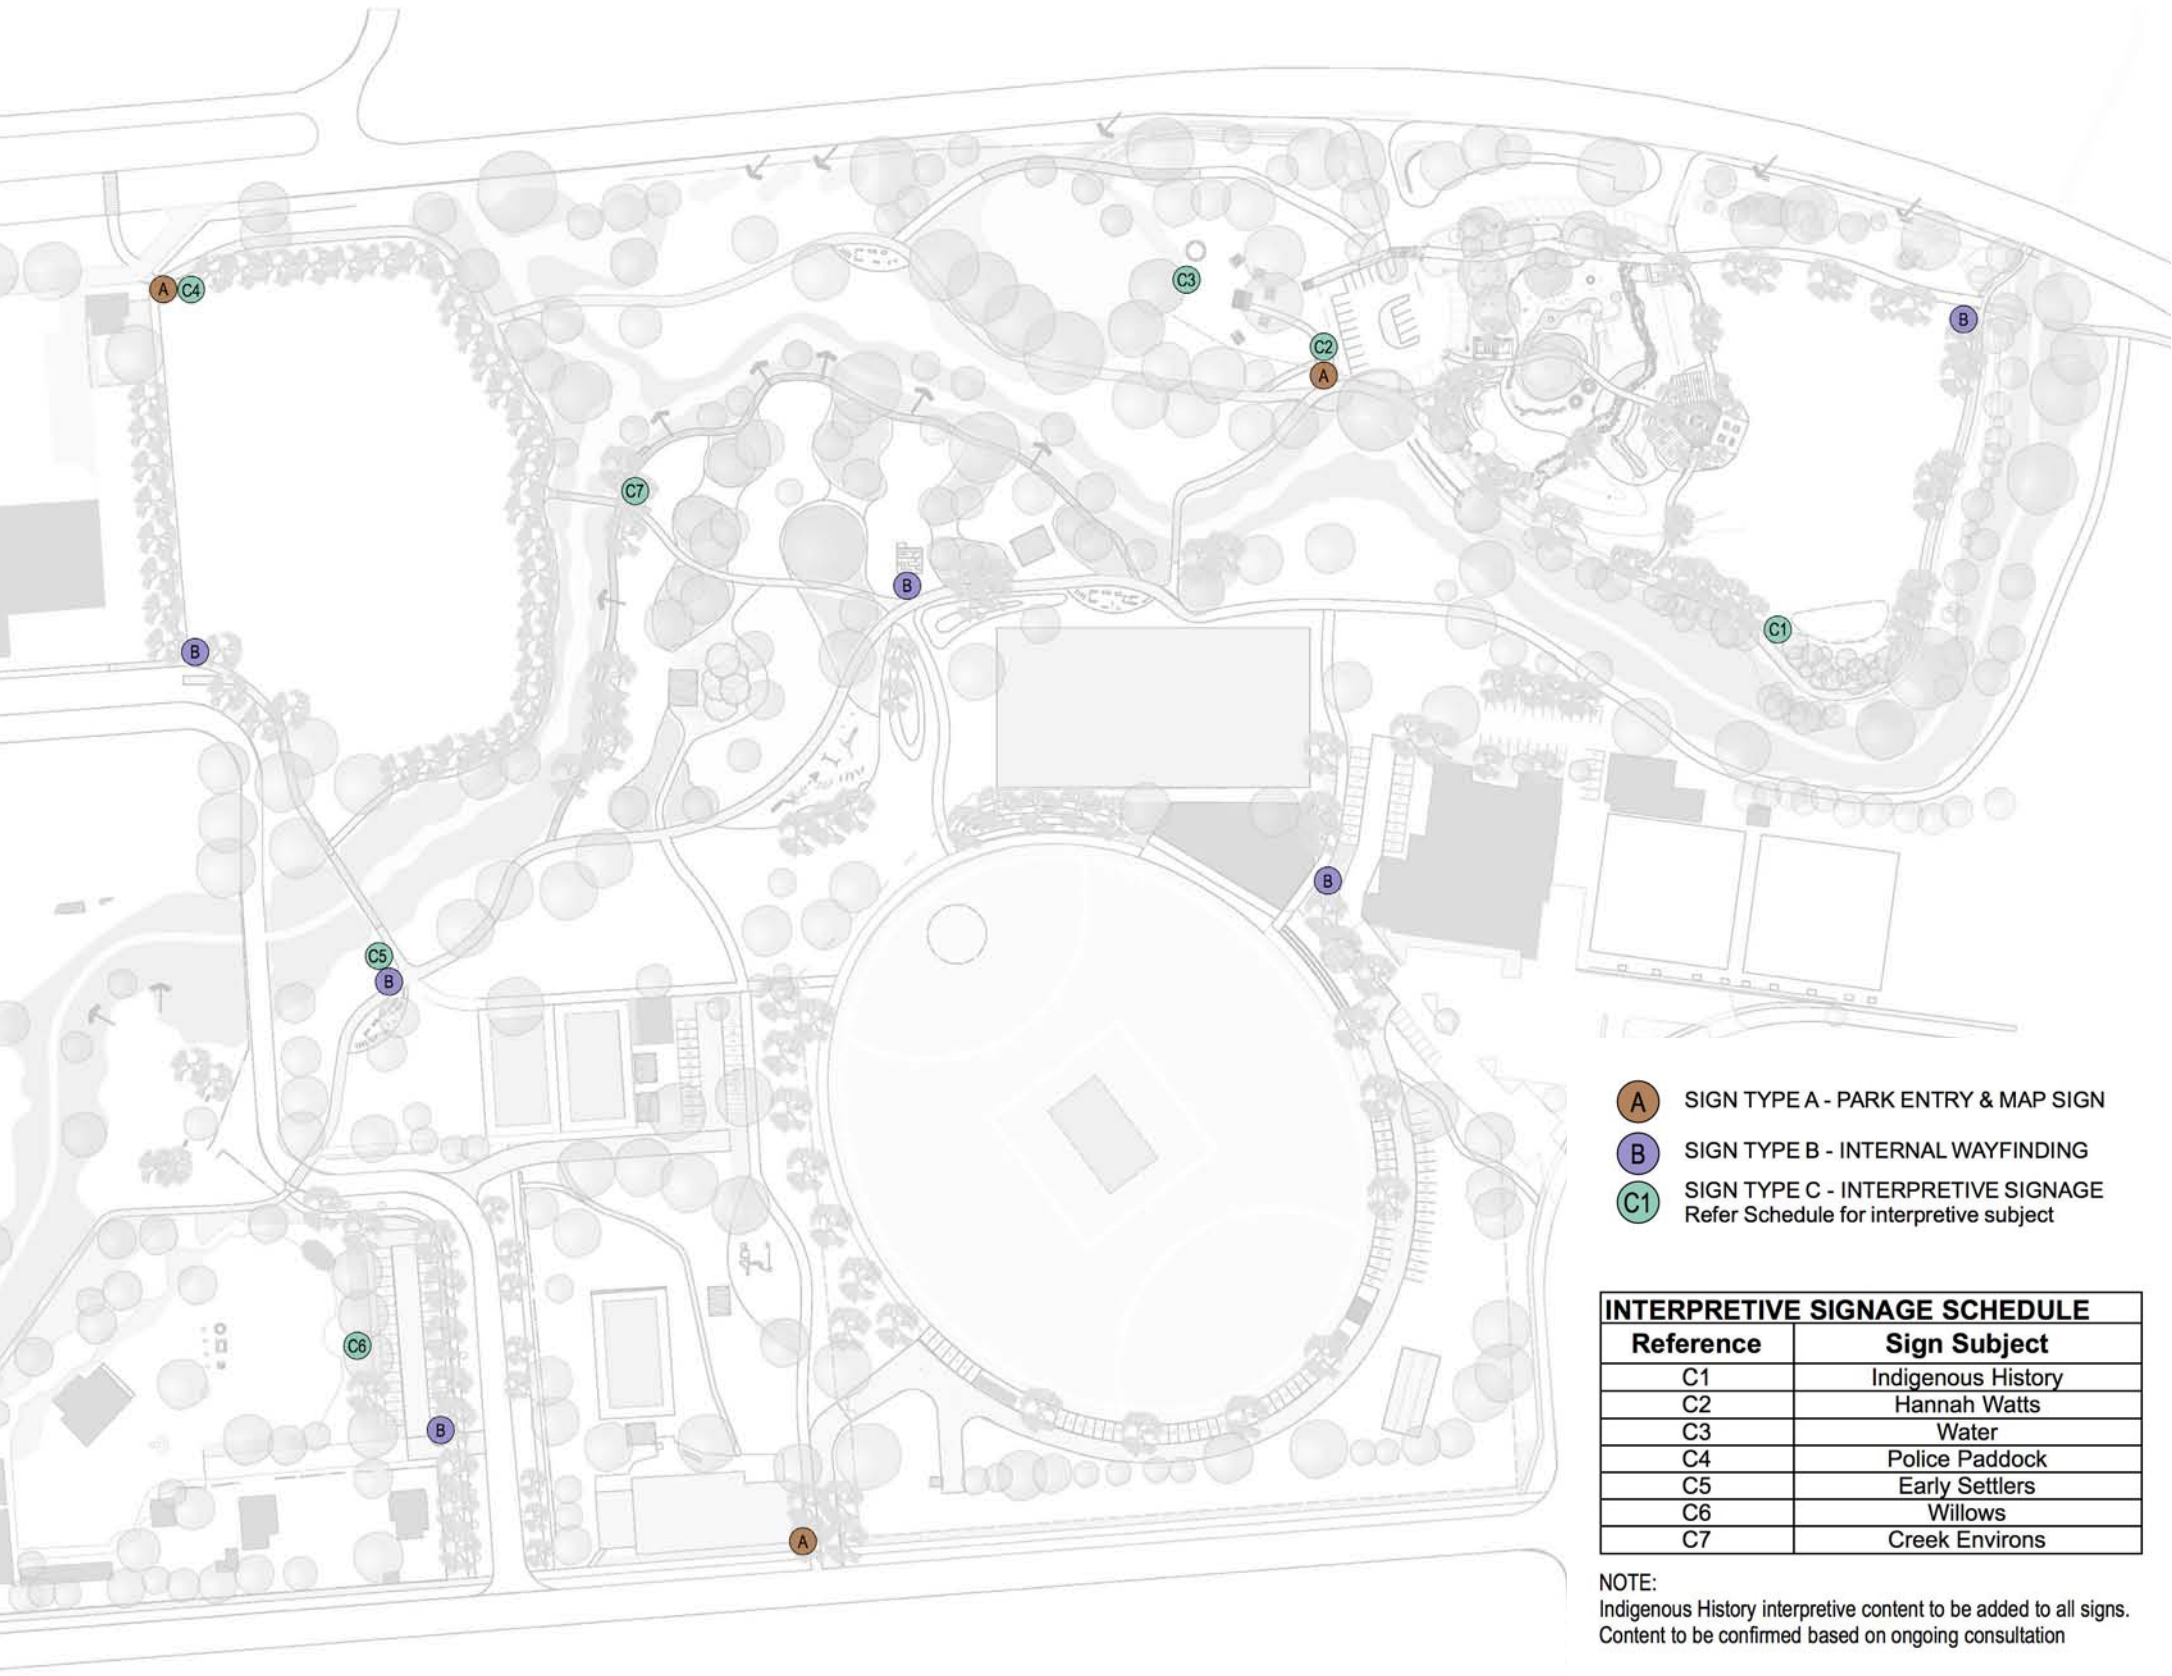 C3
A C4
B
C2
A
C7
B
C1
B
B
C5
B
C6
B
A
A SIGN TYPE A - PARK ENTRY & MAP SIGN
B SIGN TYPE B - INTERNAL WAYFINDING
C1 SIGN TYPE C - INTERPRETIVE SIGNAGE
Refer Schedule for interpretive subject
INTERPRETIVE SIGNAGE SCHEDULE
Reference Sign Subject
C1 Indigenous History
C2 Hannah Watts
C3 Water
C4 Police Paddock
C5 Early Settlers
C6 Willows
C7 Creek Environs
NOTE:
Indigenous History interpretive content to be added to all signs.
Content to be confirmed based on ongoing consultation